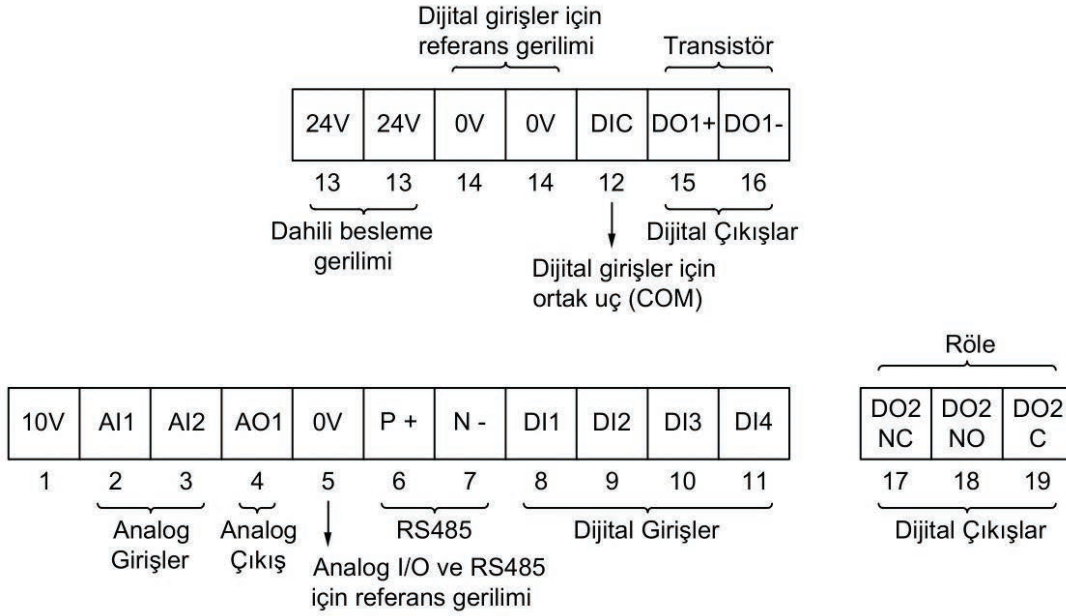 Dijital girişler için
referans gerilimi
Transistör
24V 24V 0V 0V DIC DO1+ DO1-
13 13 14 14 12 15 16
Dahili besleme
gerilimi
Dijital Çıkışlar
Dijital girişler için
ortak uç (COM)
Röle
10V AI1 AI2 AO1 0V P + N - DI1 DI2 DI3 DI4
DO2 NC DO2 NO DO2 C
1 2 3 4 5 6 7 8 9 10 11 17 18 19
Analog
Girişler
Analog
Çıkış
RS485
Dijital Girişler
Dijital Çıkışlar
Analog I/O ve RS485
için referans gerilimi